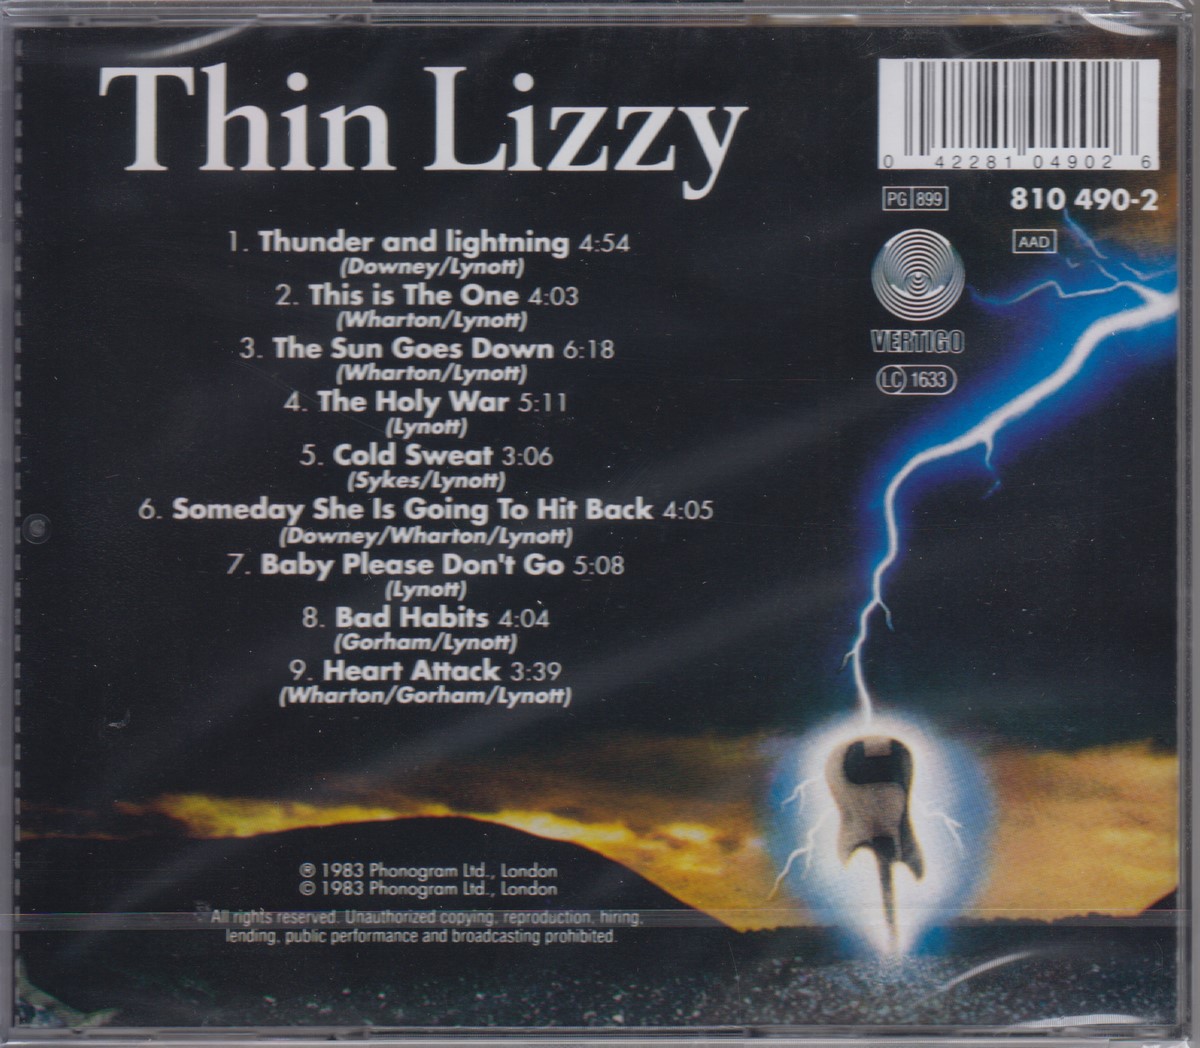 Thin Lizzy
0 42281 04902 6
PG 899
810 490-2
AAD
VERTIGO
LC 1633
1. Thunder and lightning 4:54
(Downey/Lynott)
2. This is The One 4:03
(Wharton/Lynott)
3. The Sun Goes Down 6:18
(Wharton/Lynott)
4. The Holy War 5:11
(Lynott)
5. Cold Sweat 3:06
(Sykes/Lynott)
6. Someday She Is Going To Hit Back 4:05
(Downey/Wharton/Lynott)
7. Baby Please Don't Go 5:08
(Lynott)
8. Bad Habits 4:04
(Gorham/Lynott)
9. Heart Attack 3:39
(Wharton/Gorham/Lynott)
℗ 1983 Phonogram Ltd., London
© 1983 Phonogram Ltd., London
All rights reserved. Unauthorized copying, reproduction, hiring,
lending, public performance and broadcasting prohibited.